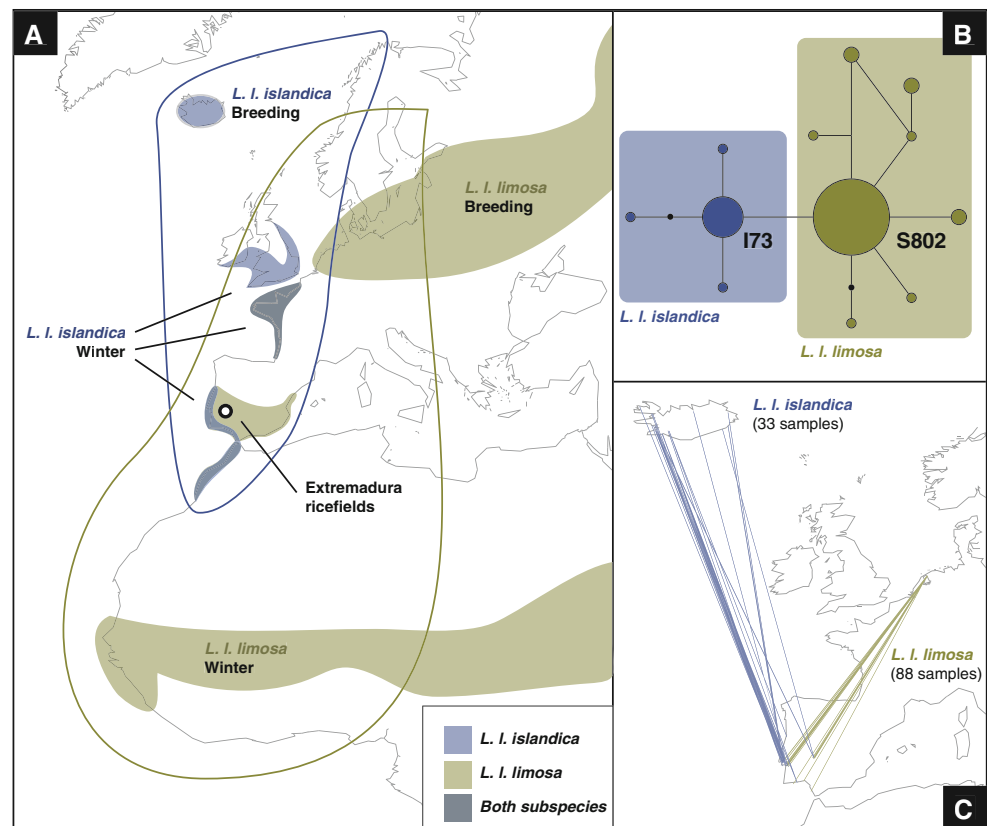 A
L. l. islandica
Breeding
L. l. limosa
Breeding
L. l. islandica
Winter
Extremadura
ricefields
L. l. limosa
Winter
L. l. islandica
L. l. limosa
Both subspecies
B
I73
S802
L. l. islandica
L. l. limosa
L. l. islandica
(33 samples)
L. l. limosa
(88 samples)
C